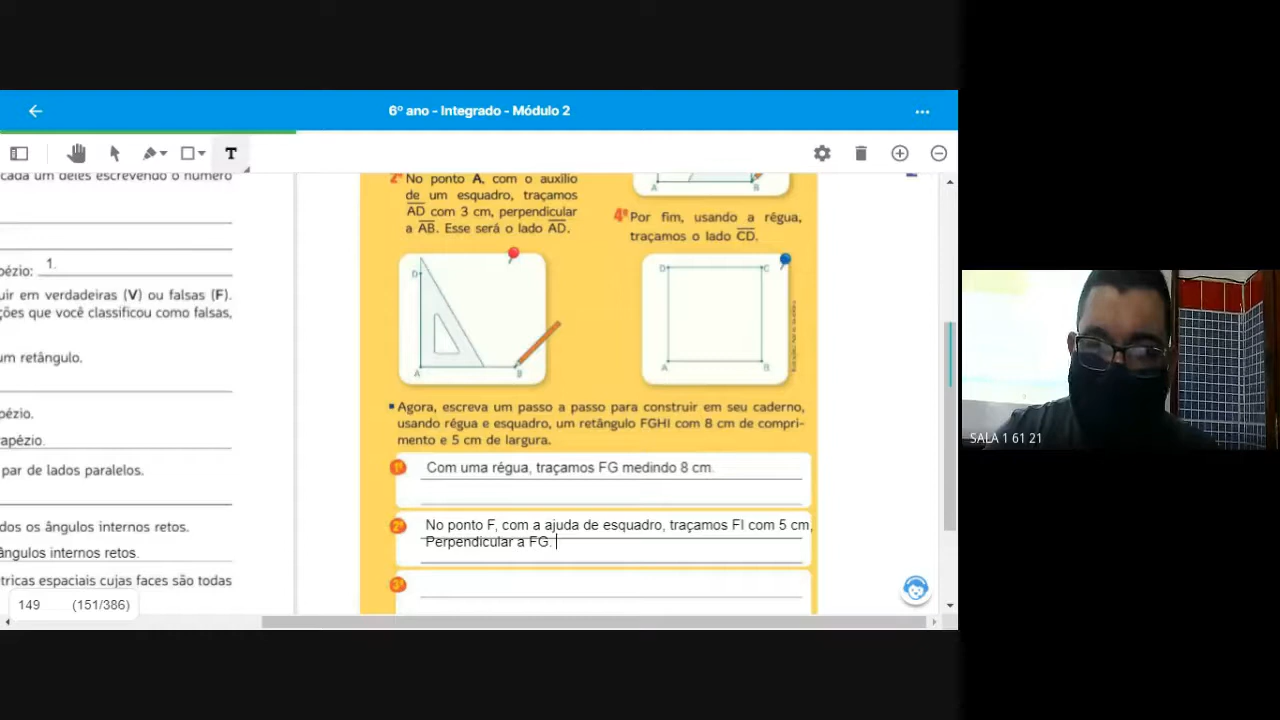 6º ano - Integrado - Módulo 2
T
cada um deles escrevendo o número
pézio: 1.
uir em verdadeiras (V) ou falsas (F).
ções que você classificou como falsas,
um retângulo.
pézio.
rapézio.
par de lados paralelos.
dos os ângulos internos retos.
ângulos internos retos.
tricas espaciais cujas faces são todas
149 (151/386)
2º No ponto A, com o auxílio
de um esquadro, traçamos
AD com 3 cm, perpendicular
a AB. Esse será o lado AD.
D
A B
A B
4º Por fim, usando a régua,
traçamos o lado CD.
D C
A B
Agora, escreva um passo a passo para construir em seu caderno,
usando régua e esquadro, um retângulo FGHI com 8 cm de compri-
mento e 5 cm de largura.
1º Com uma régua, traçamos FG medindo 8 cm.
2º No ponto F, com a ajuda de esquadro, traçamos FI com 5 cm,
Perpendicular a FG.
3º
SALA 1 61 21